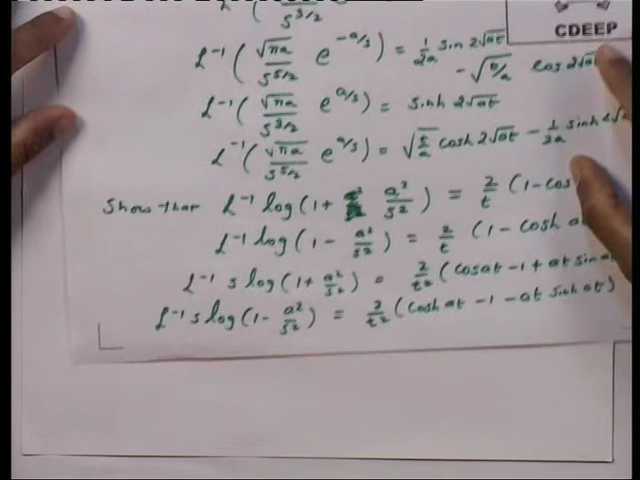 L⁻¹ ( / s^{3/2}
CDEEP
L⁻¹ ( √πa / s^{5/2} e^{-a/s} ) = 1/2a sin 2√at
- √(t/a) cos 2√at
L⁻¹ ( √πa / s^{3/2} e^{a/s} ) = sinh 2√at
L⁻¹ ( √πa / s^{5/2} e^{a/s} ) = √(t/a) cosh 2√at - 1/2a sinh 2√a
Show that L⁻¹ log ( 1 + a²/s² ) = 2/t ( 1 - cos
L⁻¹ log ( 1 - a²/s² ) = 2/t ( 1 - cosh a
L⁻¹ s log ( 1 + a²/s² ) = 2/t² ( cos at - 1 + at sin a
L⁻¹ s log ( 1 - a²/s² ) = 2/t² ( cosh at - 1 - at sinh at )